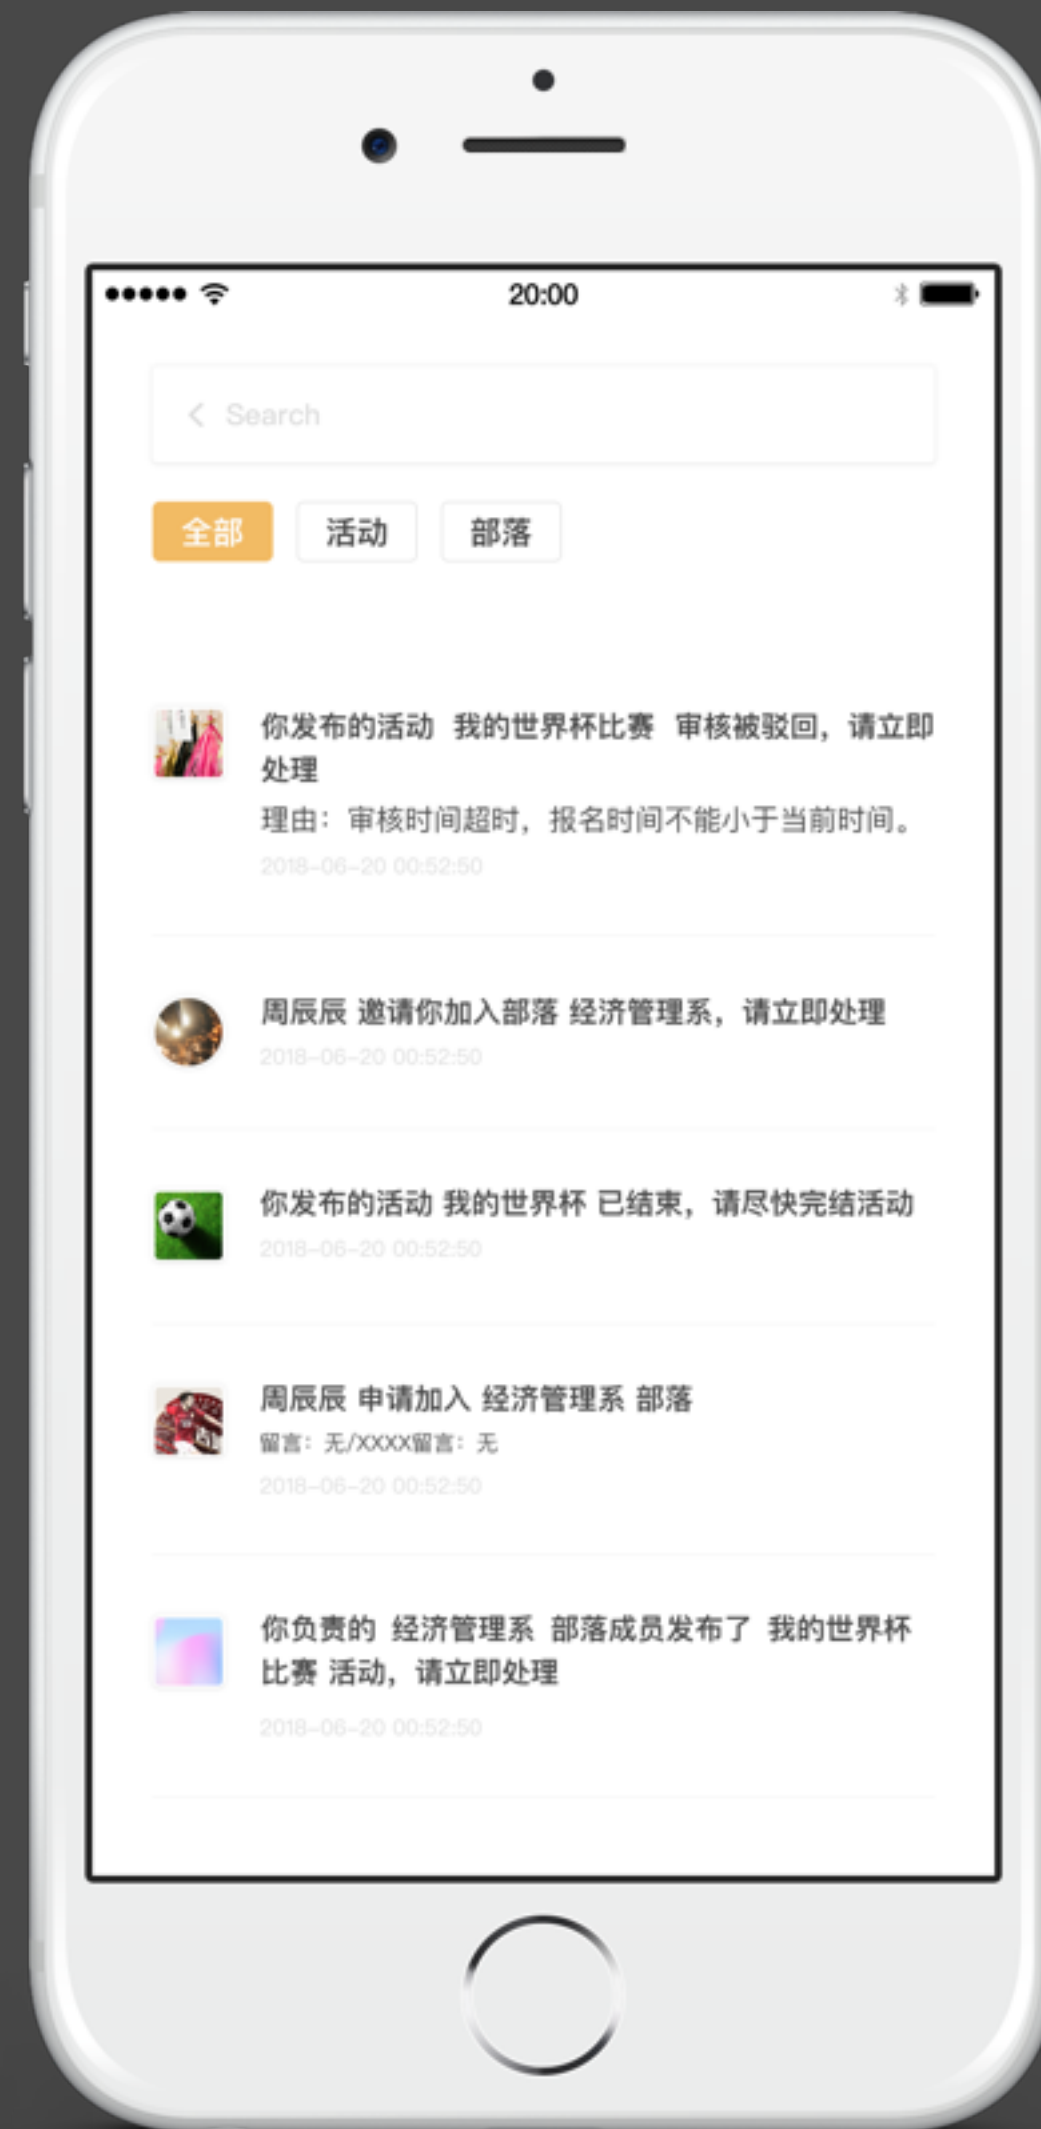 20:00
Search
全部 活动 部落
你发布的活动 我的世界杯比赛 审核被驳回，请立即
处理
理由：审核时间超时，报名时间不能小于当前时间。
2018-06-20 00:52:50
周辰辰 邀请你加入部落 经济管理系，请立即处理
2018-06-20 00:52:50
你发布的活动 我的世界杯 已结束，请尽快完结活动
2018-06-20 00:52:50
周辰辰 申请加入 经济管理系 部落
留言：无/XXXX留言：无
2018-06-20 00:52:50
你负责的 经济管理系 部落成员发布了 我的世界杯
比赛 活动，请立即处理
2018-06-20 00:52:50